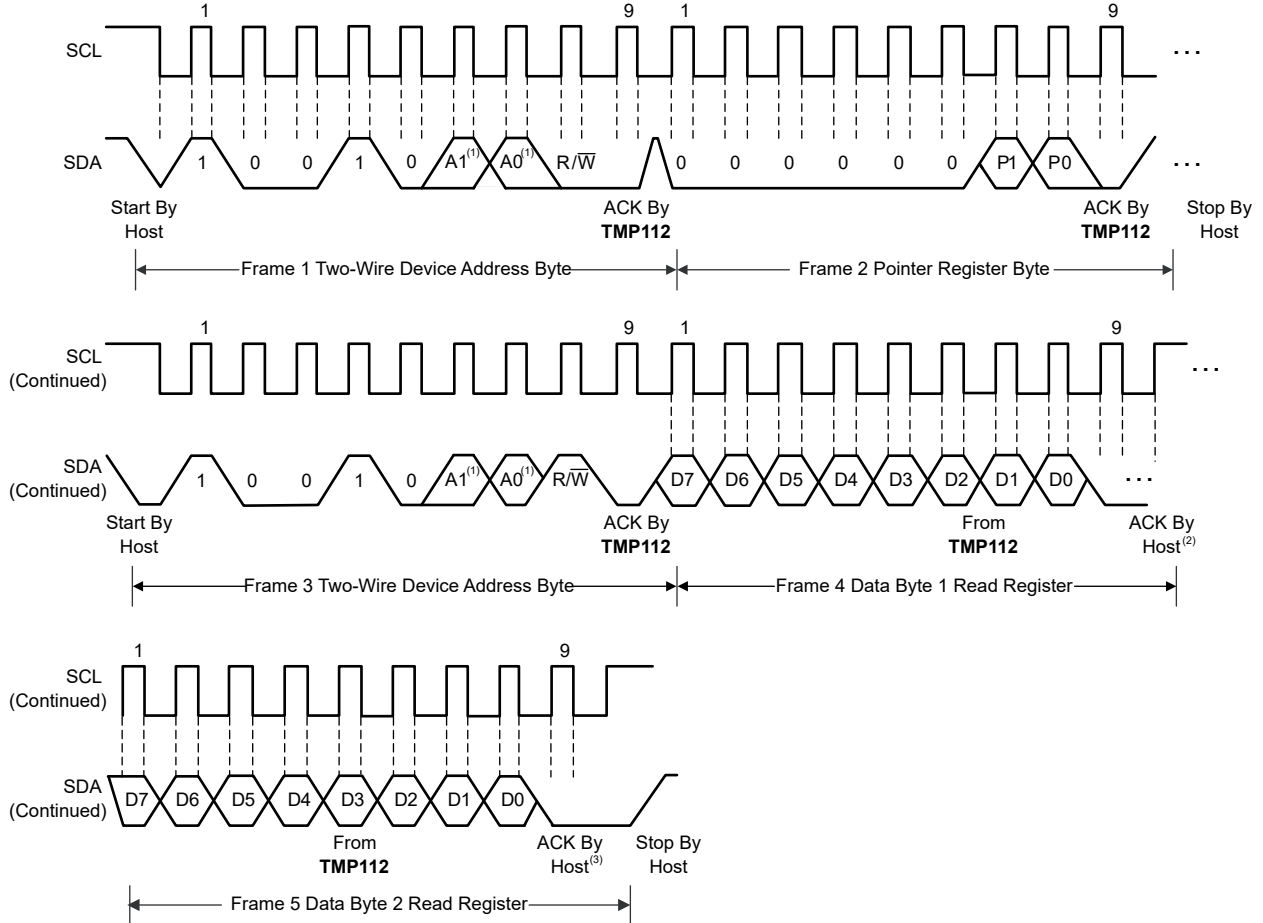 1 9 1 9
SCL ...
SDA 1 0 0 1 0 A1(1) A0(1) R/W̅ 0 0 0 0 0 0 P1 P0 ...
Start By ACK By ACK By Stop By
Host TMP112 TMP112 Host
Frame 1 Two-Wire Device Address Byte Frame 2 Pointer Register Byte
1 9 1 9
SCL
(Continued) ...
SDA
(Continued) 1 0 0 1 0 A1(1) A0(1) R/W̅ D7 D6 D5 D4 D3 D2 D1 D0 ...
Start By ACK By From ACK By
Host TMP112 TMP112 Host(2)
Frame 3 Two-Wire Device Address Byte Frame 4 Data Byte 1 Read Register
1 9
SCL
(Continued)
SDA
(Continued) D7 D6 D5 D4 D3 D2 D1 D0
From ACK By Stop By
TMP112 Host(3) Host
Frame 5 Data Byte 2 Read Register